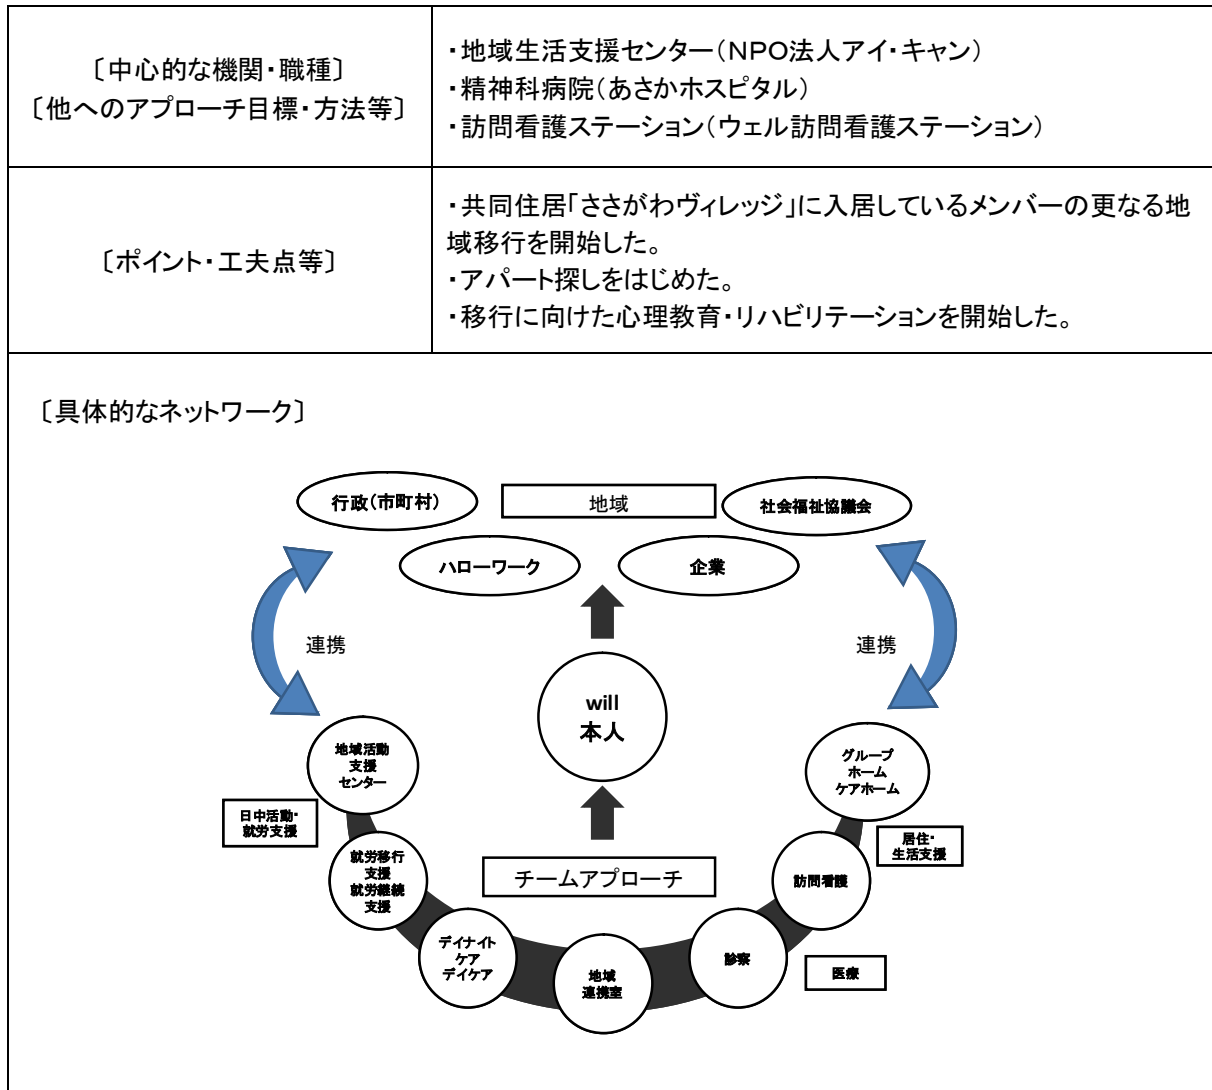 〔中心的な機関・職種〕
〔他へのアプローチ目標・方法等〕
・地域生活支援センター（ＮＰＯ法人アイ・キャン）
・精神科病院（あさかホスピタル）
・訪問看護ステーション（ウェル訪問看護ステーション）
〔ポイント・工夫点等〕
・共同住居「ささがわヴィレッジ」に入居しているメンバーの更なる地
域移行を開始した。
・アパート探しをはじめた。
・移行に向けた心理教育・リハビリテーションを開始した。
〔具体的なネットワーク〕
行政（市町村）
地域
社会福祉協議会
ハローワーク
企業
連携
連携
will
本人
地域活動
支援
センター
グループ
ホーム
ケアホーム
日中活動・
就労支援
居住・
生活支援
就労移行
支援
就労継続
支援
チームアプローチ
訪問看護
デイナイト
ケア
デイケア
地域
連携室
診察
医療